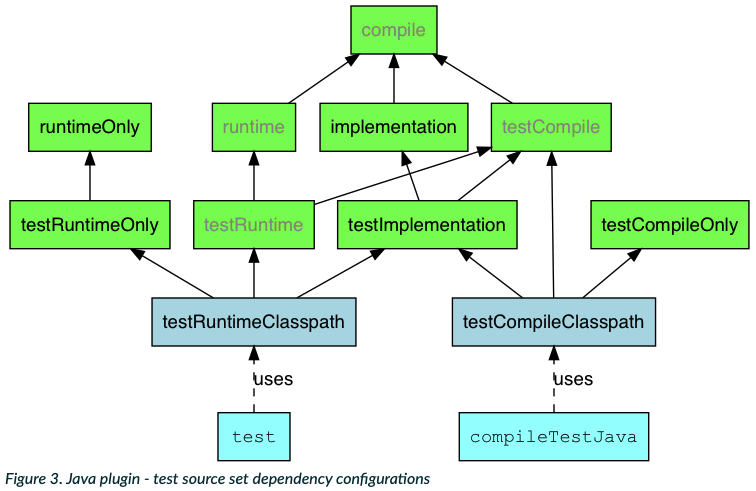 compile
runtimeOnly
runtime
implementation
testCompile
testRuntimeOnly
testRuntime
testImplementation
testCompileOnly
testRuntimeClasspath
testCompileClasspath
uses
uses
test
compileTestJava
Figure 3. Java plugin - test source set dependency configurations